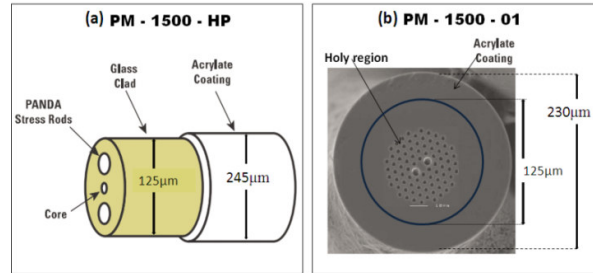 (a) PM - 1500 - HP
Glass
Clad
Acrylate
Coating
PANDA
Stress Rods
125μm
245μm
Core
(b) PM - 1500 - 01
Acrylate
Coating
Holy region
230μm
125μm